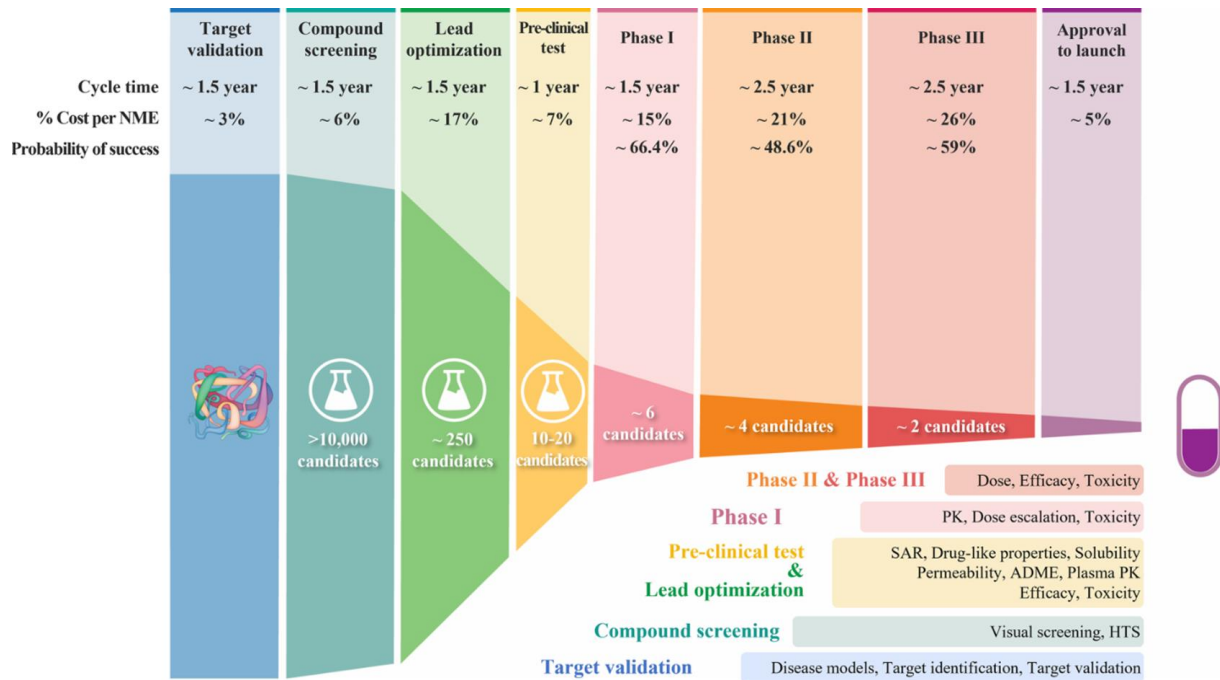 Target
validation
Compound
screening
Lead
optimization
Pre-clinical
test
Phase I
Phase II
Phase III
Approval
to launch
Cycle time
~ 1.5 year
~ 1.5 year
~ 1.5 year
~ 1 year
~ 1.5 year
~ 2.5 year
~ 2.5 year
~ 1.5 year
% Cost per NME
~ 3%
~ 6%
~ 17%
~ 7%
~ 15%
~ 21%
~ 26%
~ 5%
Probability of success
~ 66.4%
~ 48.6%
~ 59%
>10,000
candidates
~ 250
candidates
10-20
candidates
~ 6
candidates
~ 4 candidates
~ 2 candidates
Phase II & Phase III
Dose, Efficacy, Toxicity
Phase I
PK, Dose escalation, Toxicity
Pre-clinical test
&
Lead optimization
SAR, Drug-like properties, Solubility
Permeability, ADME, Plasma PK
Efficacy, Toxicity
Compound screening
Visual screening, HTS
Target validation
Disease models, Target identification, Target validation